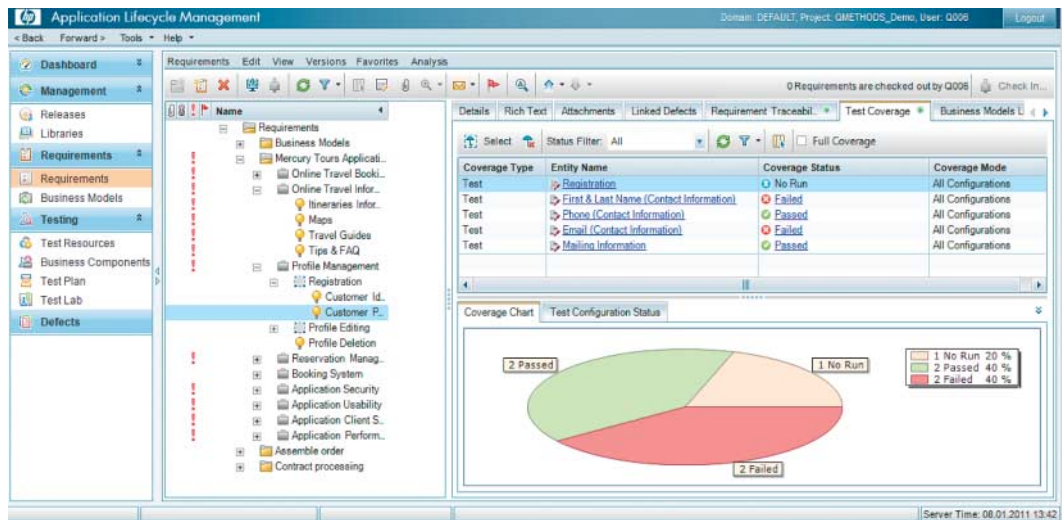 hp Application Lifecycle Management
Domain: DEFAULT, Project: QMETHODS_Demo, User: Q006
Logout
< Back Forward > Tools Help
Dashboard
Management
Releases
Libraries
Requirements
Requirements
Business Models
Testing
Test Resources
Business Components
Test Plan
Test Lab
Defects
Requirements Edit View Versions Favorites Analysis
0 Requirements are checked out by Q006 Check In...
Name
Requirements
Business Models
Mercury Tours Applicati..
Online Travel Booki..
Online Travel Infor..
Itineraries Infor..
Maps
Travel Guides
Tips & FAQ
Profile Management
Registration
Customer Id..
Customer P..
Profile Editing
Profile Deletion
Reservation Manag..
Booking System
Application Security
Application Usability
Application Client S..
Application Perform..
Assemble order
Contract processing
Details Rich Text Attachments Linked Defects Requirement Traceabil.. * Test Coverage * Business Models L
Select Status Filter: All Full Coverage
Coverage Type Entity Name Coverage Status Coverage Mode
Test Registration No Run All Configurations
Test First & Last Name (Contact Information) Failed All Configurations
Test Phone (Contact Information) Passed All Configurations
Test Email (Contact Information) Failed All Configurations
Test Mailing Information Passed All Configurations
Coverage Chart Test Configuration Status
2 Passed
1 No Run
2 Failed
1 No Run 20 %
2 Passed 40 %
2 Failed 40 %
Server Time: 08.01.2011 13:42